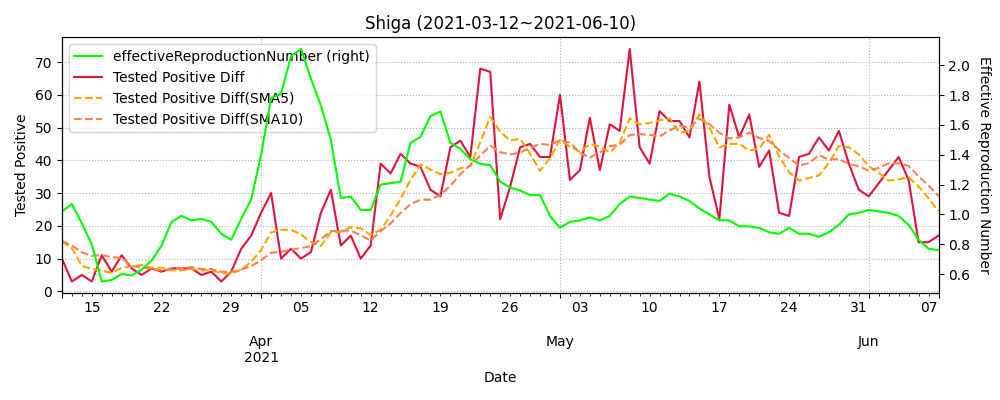 Shiga (2021-03-12~2021-06-10)
effectiveReproductionNumber (right)
Tested Positive Diff
Tested Positive Diff(SMA5)
Tested Positive Diff(SMA10)
Tested Positive
70
60
50
40
30
20
10
0
2.0
1.8
1.6
1.4
1.2
1.0
0.8
0.6
Effective Reproduction Number
15 22 29 05 12 19 26 03 10 17 24 31 07
Apr May Jun
2021
Date